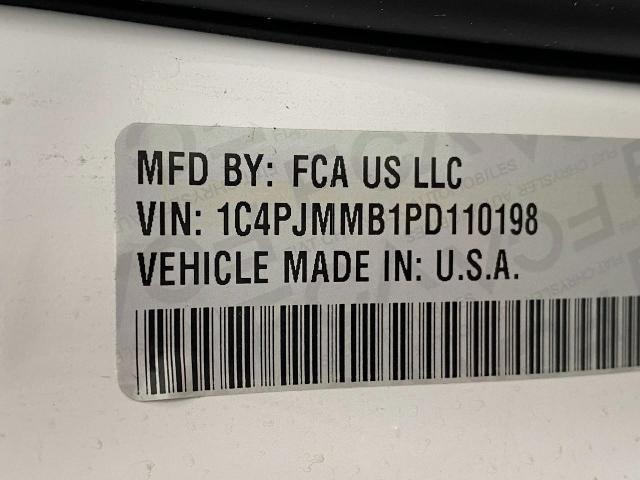 MFD BY: FCA US LLC
VIN: 1C4PJMMB1PD110198
VEHICLE MADE IN: U.S.A.